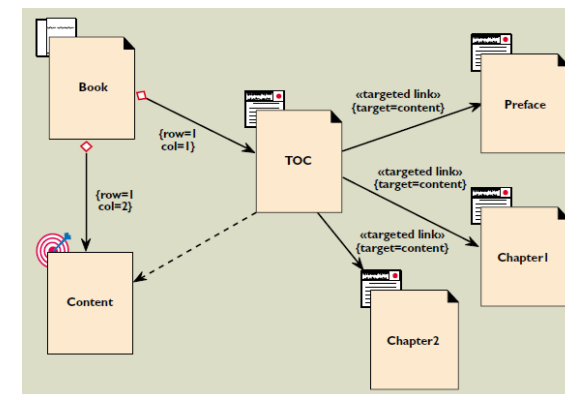 Book
«targeted link»
{target=content}
Preface
{row=1
col=1}
TOC
«targeted link»
{target=content}
{row=1
col=2}
«targeted link»
{target=content}
Chapter1
Content
Chapter2